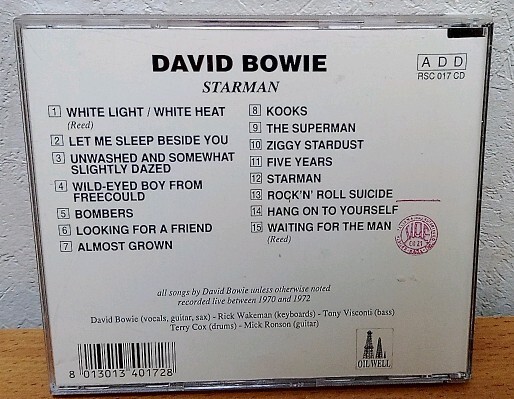 DAVID BOWIE
STARMAN
A D D
RSC 017 CD
1 WHITE LIGHT / WHITE HEAT
(Reed)
2 LET ME SLEEP BESIDE YOU
3 UNWASHED AND SOMEWHAT
SLIGHTLY DAZED
4 WILD-EYED BOY FROM
FREECOULD
5 BOMBERS
6 LOOKING FOR A FRIEND
7 ALMOST GROWN
8 KOOKS
9 THE SUPERMAN
10 ZIGGY STARDUST
11 FIVE YEARS
12 STARMAN
13 ROCK'N' ROLL SUICIDE
14 HANG ON TO YOURSELF
15 WAITING FOR THE MAN
(Reed)
all songs by David Bowie unless otherwise noted
recorded live between 1970 and 1972
David Bowie (vocals, guitar, sax) - Rick Wakeman (keyboards) - Tony Visconti (bass)
Terry Cox (drums) - Mick Ronson (guitar)
8 013013 401728
OIL WELL